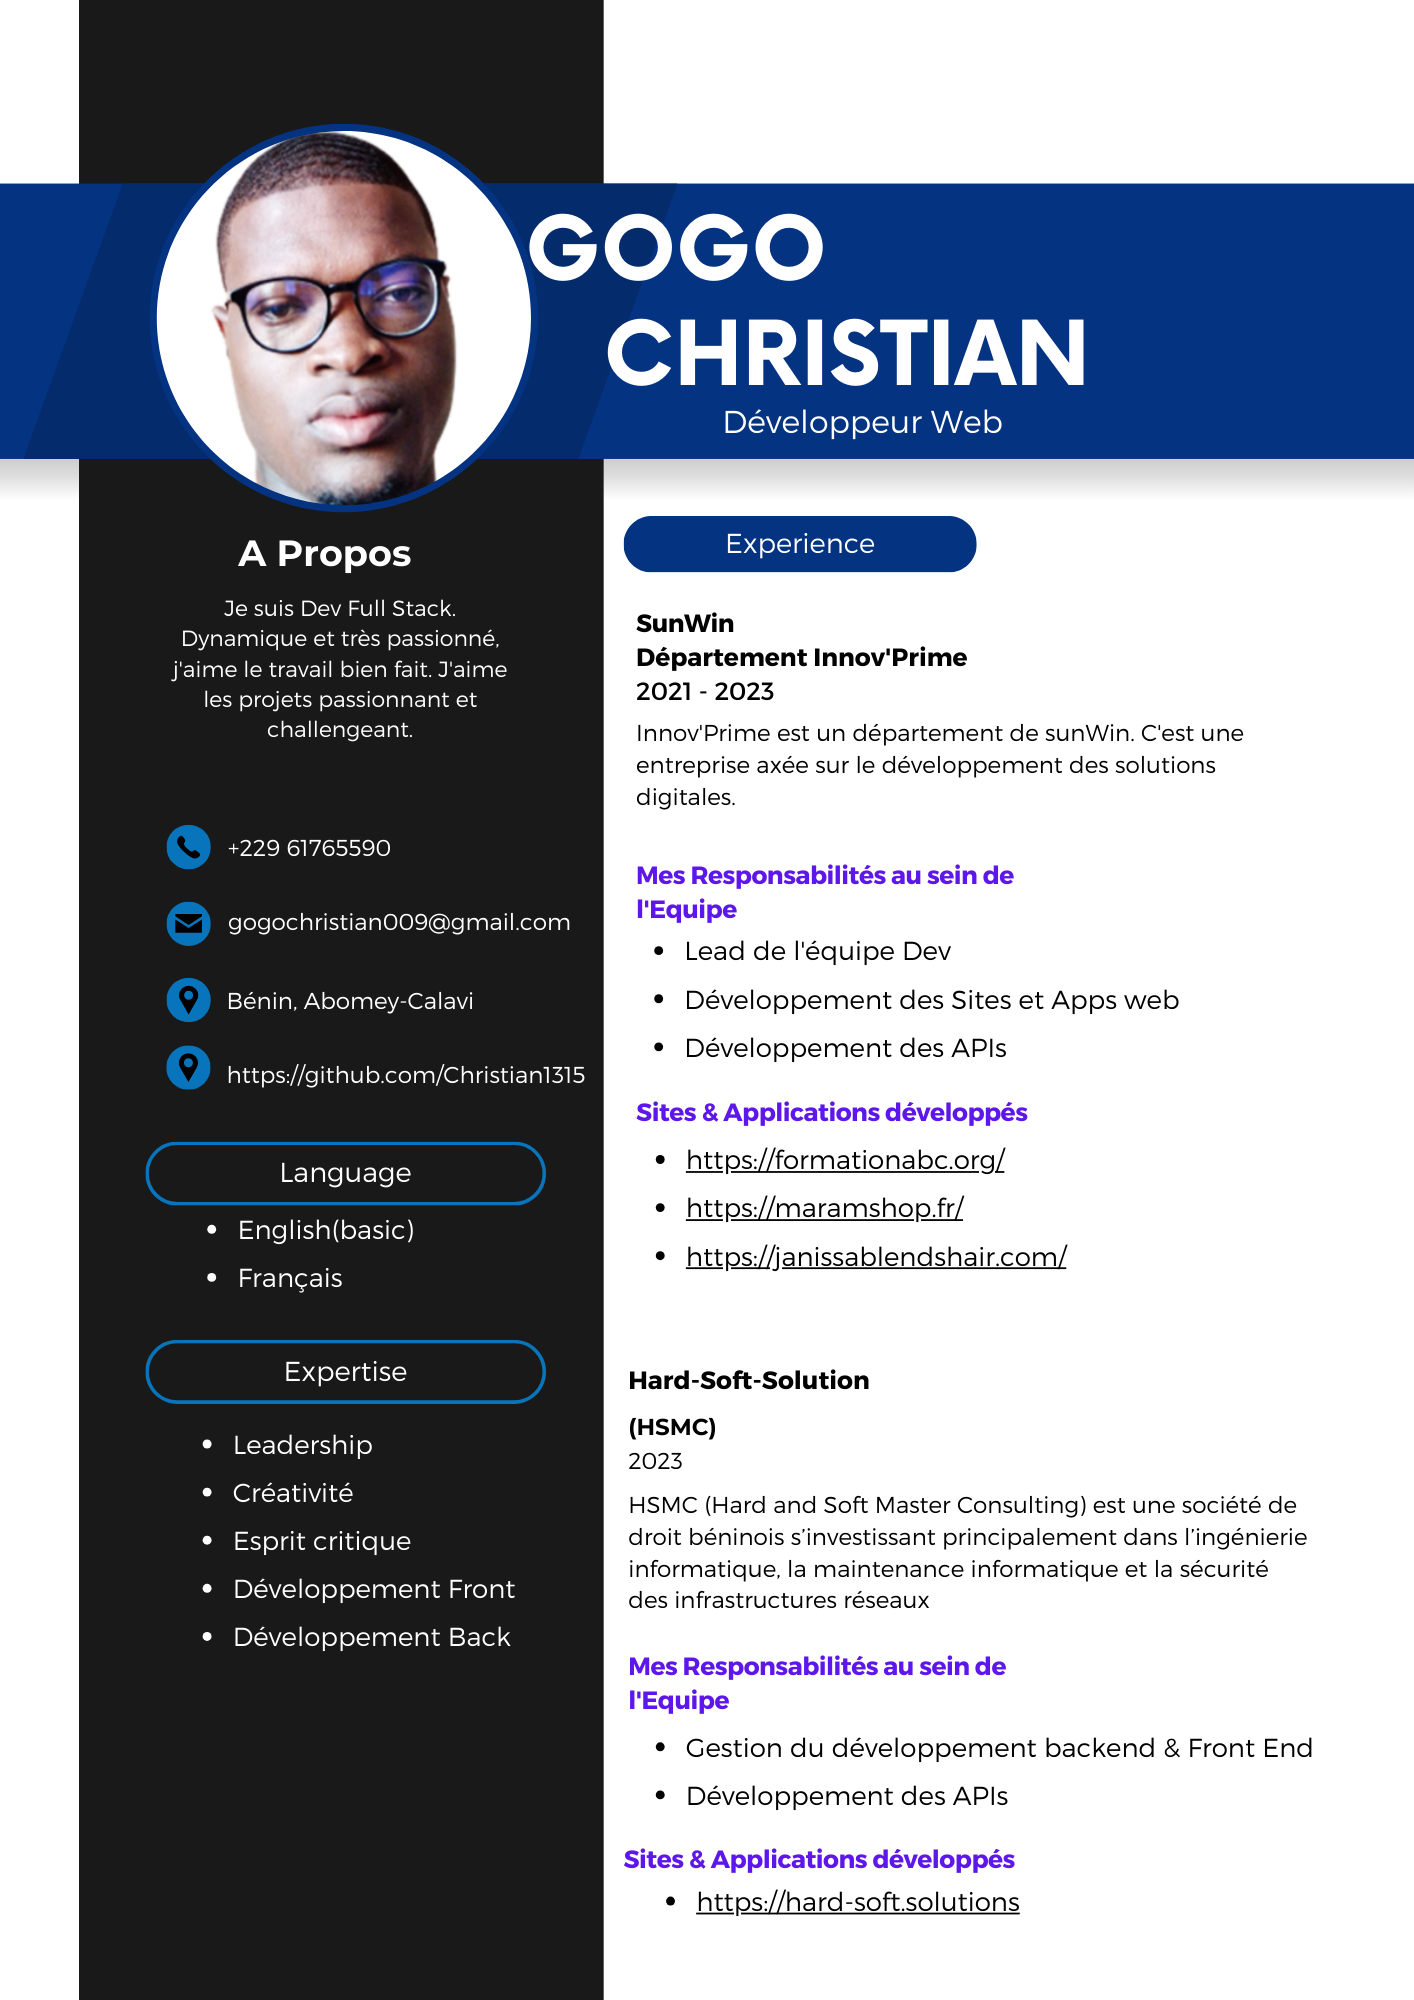 GOGO
CHRISTIAN
Développeur Web
A Propos
Je suis Dev Full Stack.
Dynamique et très passionné,
j'aime le travail bien fait. J'aime
les projets passionnant et
challengeant.
+229 61765590
gogochristian009@gmail.com
Bénin, Abomey-Calavi
https://github.com/Christian1315
Language
English(basic)
Français
Expertise
Leadership
Créativité
Esprit critique
Développement Front
Développement Back
Experience
SunWin
Département Innov'Prime
2021 - 2023
Innov'Prime est un département de sunWin. C'est une
entreprise axée sur le développement des solutions
digitales.
Mes Responsabilités au sein de
l'Equipe
Lead de l'équipe Dev
Développement des Sites et Apps web
Développement des APIs
Sites & Applications développés
https://formationabc.org/
https://maramshop.fr/
https://janissablendshair.com/
Hard-Soft-Solution
(HSMC)
2023
HSMC (Hard and Soft Master Consulting) est une société de
droit béninois s’investissant principalement dans l’ingénierie
informatique, la maintenance informatique et la sécurité
des infrastructures réseaux
Mes Responsabilités au sein de
l'Equipe
Gestion du développement backend & Front End
Développement des APIs
Sites & Applications développés
https://hard-soft.solutions